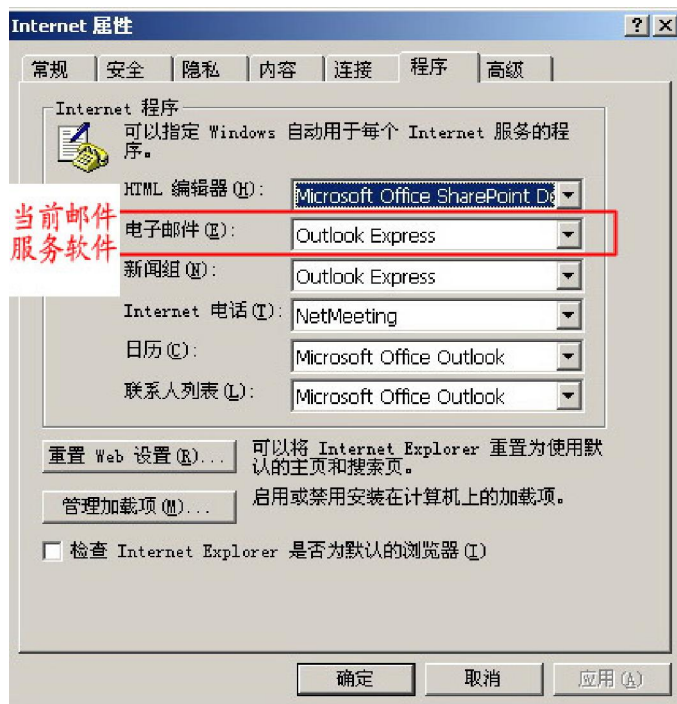 Internet 属性
常规 安全 隐私 内容 连接 程序 高级
Internet 程序
可以指定 Windows 自动用于每个 Internet 服务的程
序。
HTML 编辑器(H): Microsoft Office SharePoint De
当前邮件
服务软件
电子邮件(E): Outlook Express
新闻组(N): Outlook Express
Internet 电话(T): NetMeeting
日历(C): Microsoft Office Outlook
联系人列表(L): Microsoft Office Outlook
重置 Web 设置(R)...
可以将 Internet Explorer 重置为使用默
认的主页和搜索页。
管理加载项(M)...
启用或禁用安装在计算机上的加载项。
检查 Internet Explorer 是否为默认的浏览器(I)
确定 取消 应用(A)